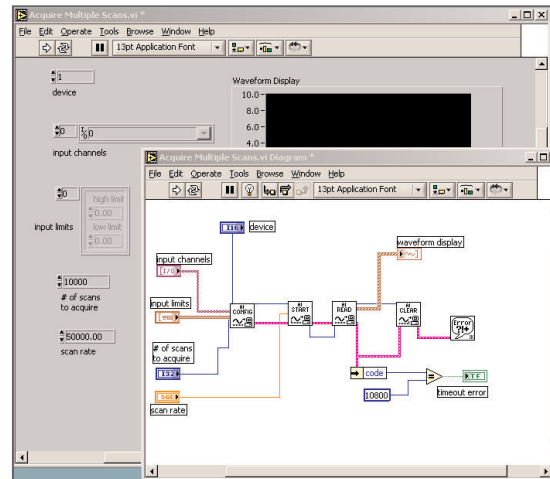 Acquire Multiple Scans.vi *
File Edit Operate Tools Browse Window Help
13pt Application Font
1
device
0
0
input channels
0
high limit
0.00
input limits
low limit
0.00
10000
# of scans
to acquire
50000.00
scan rate
Waveform Display
10.0
8.0
6.0
4.0
Acquire Multiple Scans.vi Diagram *
File Edit Operate Tools Browse Window Help
13pt Application Font
I16
device
input channels
I/O
input limits
# of scans
to acquire
I32
scan rate
SGL
AI
CONFIG
AI
START
AI
READ
AI
CLEAR
waveform display
Error
?!
code
10800
=
TF
timeout error